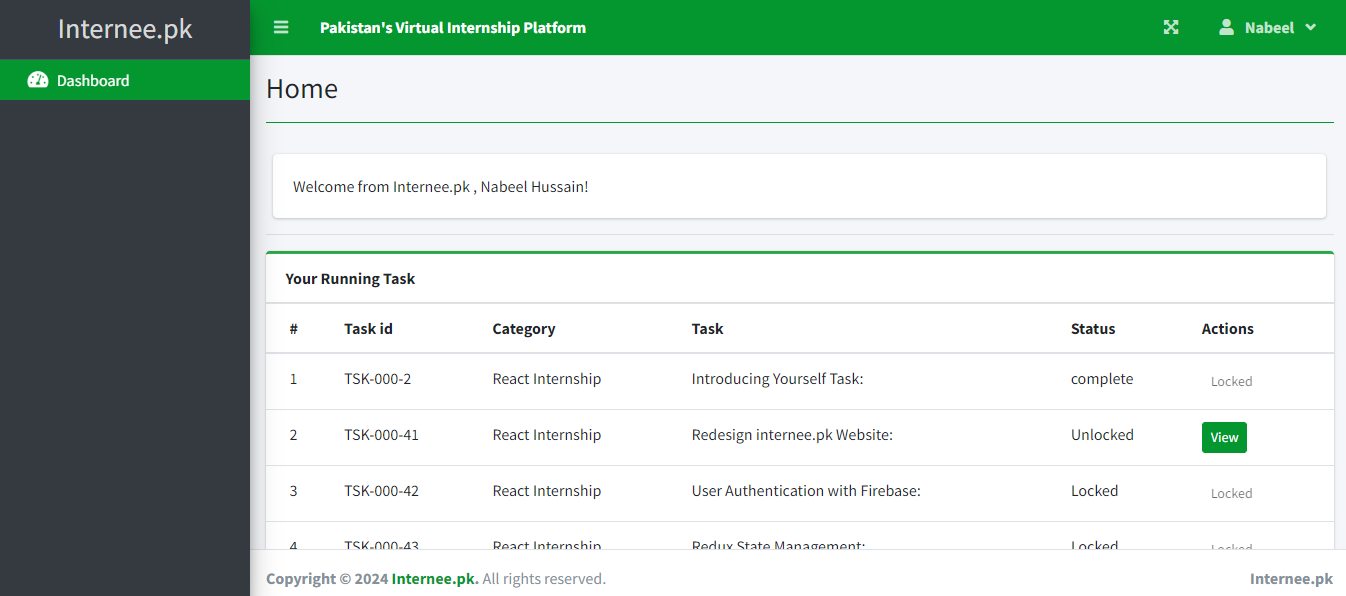 Internee.pk
Pakistan's Virtual Internship Platform
Nabeel
Dashboard
Home
Welcome from Internee.pk , Nabeel Hussain!
Your Running Task
# Task id Category Task Status Actions
1 TSK-000-2 React Internship Introducing Yourself Task: complete Locked
2 TSK-000-41 React Internship Redesign internee.pk Website: Unlocked View
3 TSK-000-42 React Internship User Authentication with Firebase: Locked Locked
4 TSK-000-43 React Internship Redux State Management: Locked Locked
Copyright © 2024 Internee.pk. All rights reserved.
Internee.pk